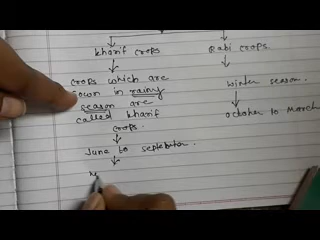 kharif crops
Rabi crops.
crops which are
sown in rainy
season are
called kharif
crops.
winter season.
October to March
June to september.